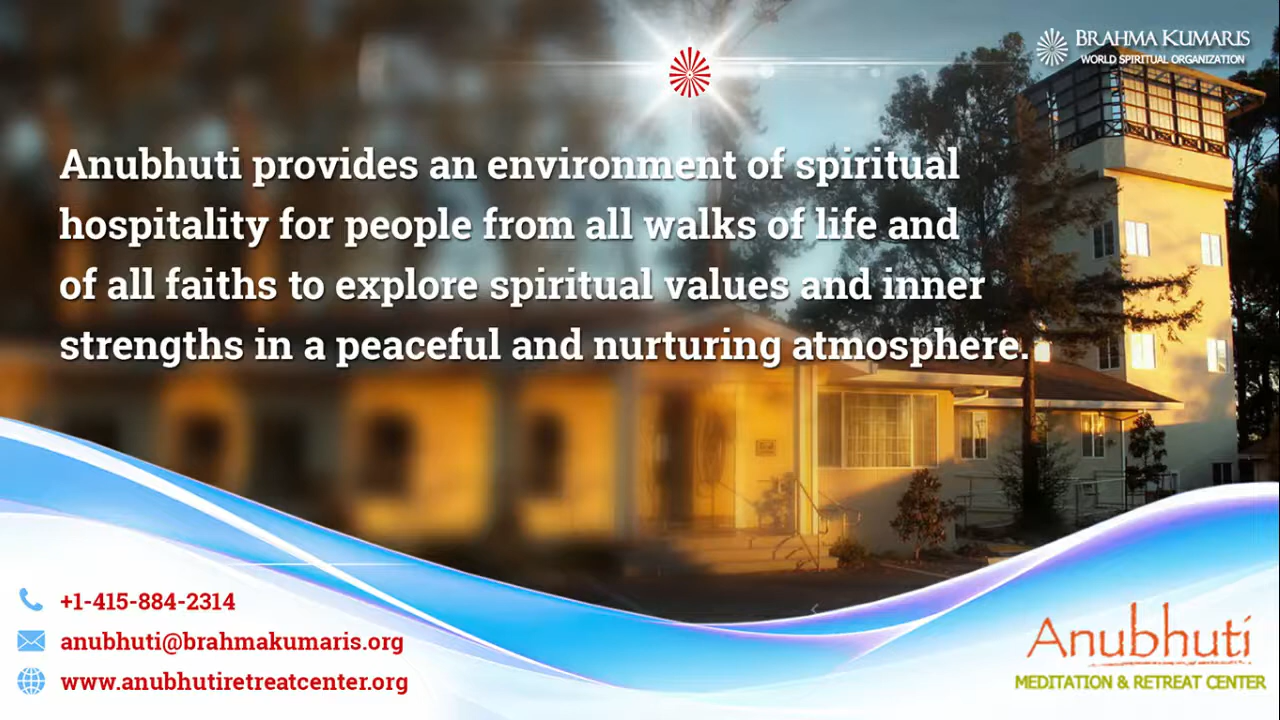 BRAHMA KUMARIS
WORLD SPIRITUAL ORGANIZATION
Anubhuti provides an environment of spiritual
hospitality for people from all walks of life and
of all faiths to explore spiritual values and inner
strengths in a peaceful and nurturing atmosphere.
+1-415-884-2314
anubhuti@brahmakumaris.org
www.anubhutiretreatcenter.org
Anubhuti
MEDITATION & RETREAT CENTER